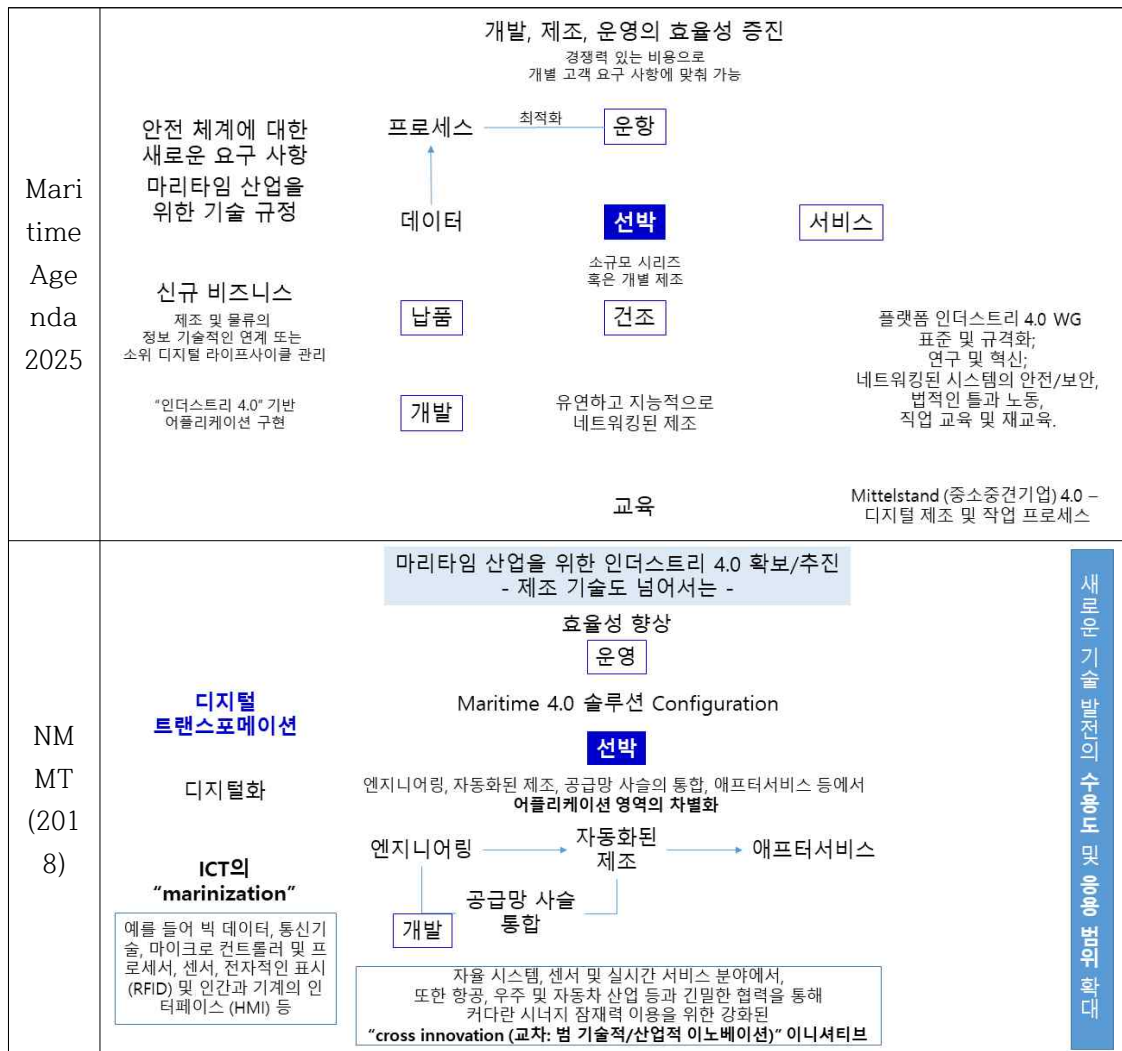 Mari
time
Age
nda
2025
개발, 제조, 운영의 효율성 증진
경쟁력 있는 비용으로
개별 고객 요구 사항에 맞춰 가능
안전 체계에 대한
새로운 요구 사항
마리타임 산업을
위한 기술 규정
프로세스
최적화
운항
데이터
선박
서비스
소규모 시리즈
혹은 개별 제조
신규 비즈니스
제조 및 물류의
정보 기술적인 연계 또는
소위 디지털 라이프사이클 관리
납품
건조
플랫폼 인더스트리 4.0 WG
표준 및 규격화;
연구 및 혁신;
네트워킹된 시스템의 안전/보안,
법적인 틀과 노동,
직업 교육 및 재교육.
“인더스트리 4.0” 기반
어플리케이션 구현
개발
유연하고 지능적으로
네트워킹된 제조
교육
Mittelstand (중소중견기업) 4.0 –
디지털 제조 및 작업 프로세스
NM
MT
(201
8)
마리타임 산업을 위한 인더스트리 4.0 확보/추진
- 제조 기술도 넘어서는 -
효율성 향상
운영
디지털
트랜스포메이션
Maritime 4.0 솔루션 Configuration
선박
디지털화
엔지니어링, 자동화된 제조, 공급망 사슬의 통합, 애프터서비스 등에서
어플리케이션 영역의 차별화
엔지니어링
자동화된
제조
애프터서비스
ICT의
“marinization”
공급망 사슬
통합
개발
예를 들어 빅 데이터, 통신기
술, 마이크로 컨트롤러 및 프
로세서, 센서, 전자적인 표시
(RFID) 및 인간과 기계의 인
터페이스 (HMI) 등
자율 시스템, 센서 및 실시간 서비스 분야에서,
또한 항공, 우주 및 자동차 산업 등과 긴밀한 협력을 통해
커다란 시너지 잠재력 이용을 위한 강화된
“cross innovation (교차: 범 기술적/산업적 이노베이션)” 이니셔티브
새로운 기술 발전의 수용도 및 응용 범위 확대